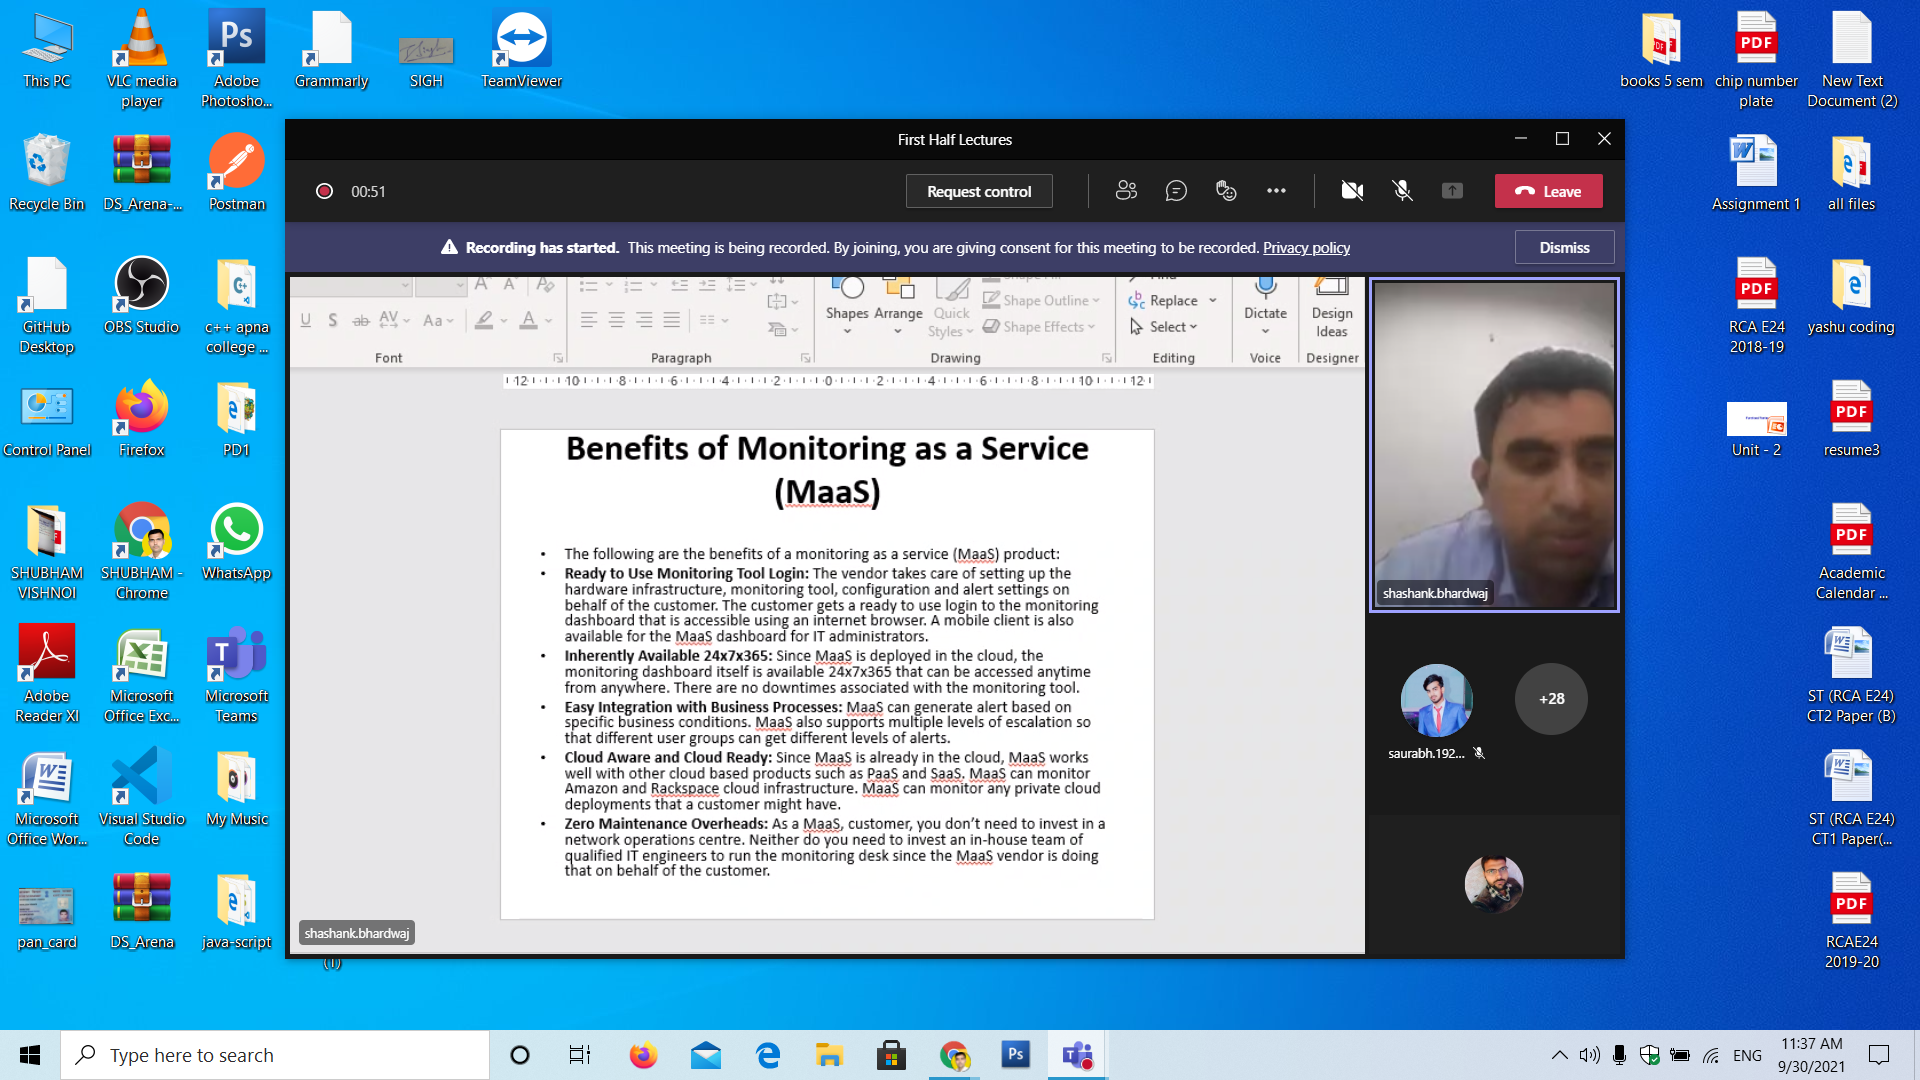 This PC
VLC media
player
Adobe
Photosho...
Grammarly
SIGH
TeamViewer
books 5 sem
chip number
plate
New Text
Document (2)
Recycle Bin
DS_Arena-...
Postman
Assignment 1
all files
GitHub
Desktop
OBS Studio
c++ apna
college ...
RCA E24
2018-19
yashu coding
Control Panel
Firefox
PD1
Unit - 2
resume3
SHUBHAM
VISHNOI
SHUBHAM -
Chrome
WhatsApp
Academic
Calendar ...
Adobe
Reader XI
Microsoft
Office Exc...
Microsoft
Teams
ST (RCA E24)
CT2 Paper (B)
Microsoft
Office Wor...
Visual Studio
Code
My Music
ST (RCA E24)
CT1 Paper(...
pan_card
DS_Arena
java-script
(1)
RCAE24
2019-20
First Half Lectures
00:51
Request control
Leave
Recording has started. This meeting is being recorded. By joining, you are giving consent for this meeting to be recorded. Privacy policy
Dismiss
Shapes
Arrange
Quick
Styles
Shape Outline
Shape Effects
Replace
Select
Dictate
Design
Ideas
Font
Paragraph
Drawing
Editing
Voice
Designer
12 10 8 6 4 2 0 2 4 6 8 10 12
Benefits of Monitoring as a Service
(MaaS)
• The following are the benefits of a monitoring as a service (MaaS) product:
• Ready to Use Monitoring Tool Login: The vendor takes care of setting up the
hardware infrastructure, monitoring tool, configuration and alert settings on
behalf of the customer. The customer gets a ready to use login to the monitoring
dashboard that is accessible using an internet browser. A mobile client is also
available for the MaaS dashboard for IT administrators.
• Inherently Available 24x7x365: Since MaaS is deployed in the cloud, the
monitoring dashboard itself is available 24x7x365 that can be accessed anytime
from anywhere. There are no downtimes associated with the monitoring tool.
• Easy Integration with Business Processes: MaaS can generate alert based on
specific business conditions. MaaS also supports multiple levels of escalation so
that different user groups can get different levels of alerts.
• Cloud Aware and Cloud Ready: Since MaaS is already in the cloud, MaaS works
well with other cloud based products such as PaaS and SaaS. MaaS can monitor
Amazon and Rackspace cloud infrastructure. MaaS can monitor any private cloud
deployments that a customer might have.
• Zero Maintenance Overheads: As a MaaS, customer, you don't need to invest in a
network operations centre. Neither do you need to invest an in-house team of
qualified IT engineers to run the monitoring desk since the MaaS vendor is doing
that on behalf of the customer.
shashank.bhardwaj
shashank.bhardwaj
saurabh.192...
+28
Type here to search
ENG
11:37 AM
9/30/2021